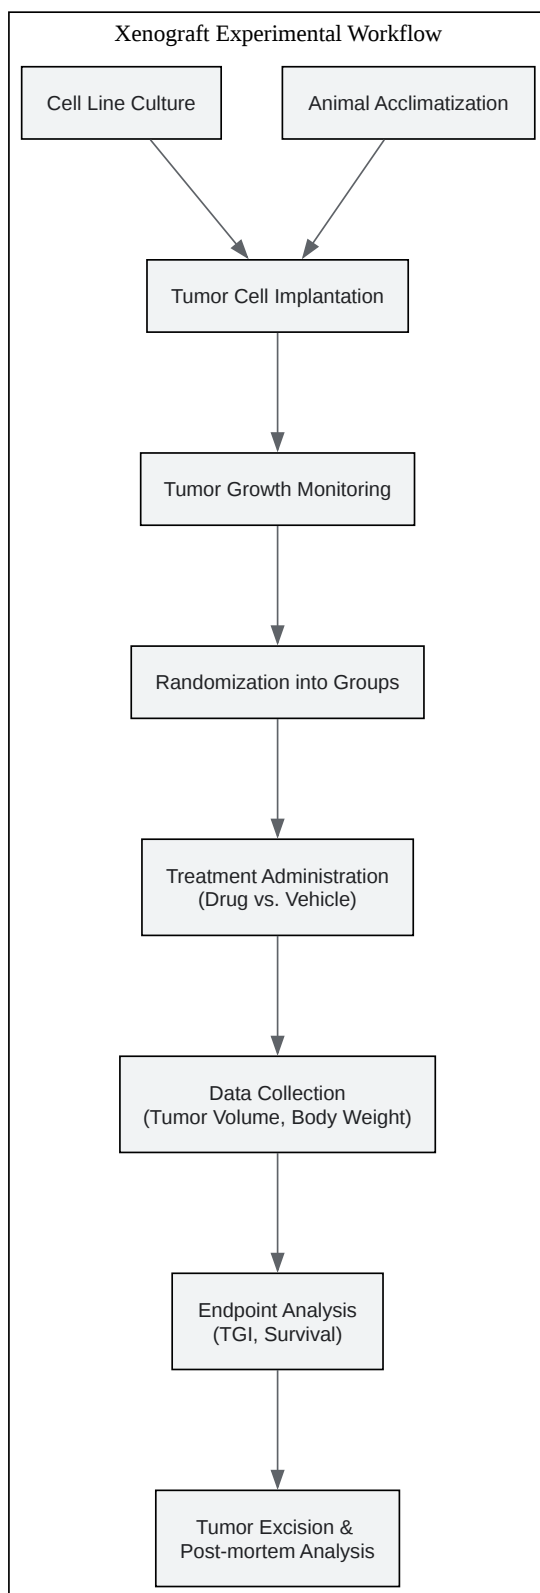 Xenograft Experimental Workflow
Cell Line Culture
Animal Acclimatization
Tumor Cell Implantation
Tumor Growth Monitoring
Randomization into Groups
Treatment Administration
(Drug vs. Vehicle)
Data Collection
(Tumor Volume, Body Weight)
Endpoint Analysis
(TGI, Survival)
Tumor Excision &
Post-mortem Analysis